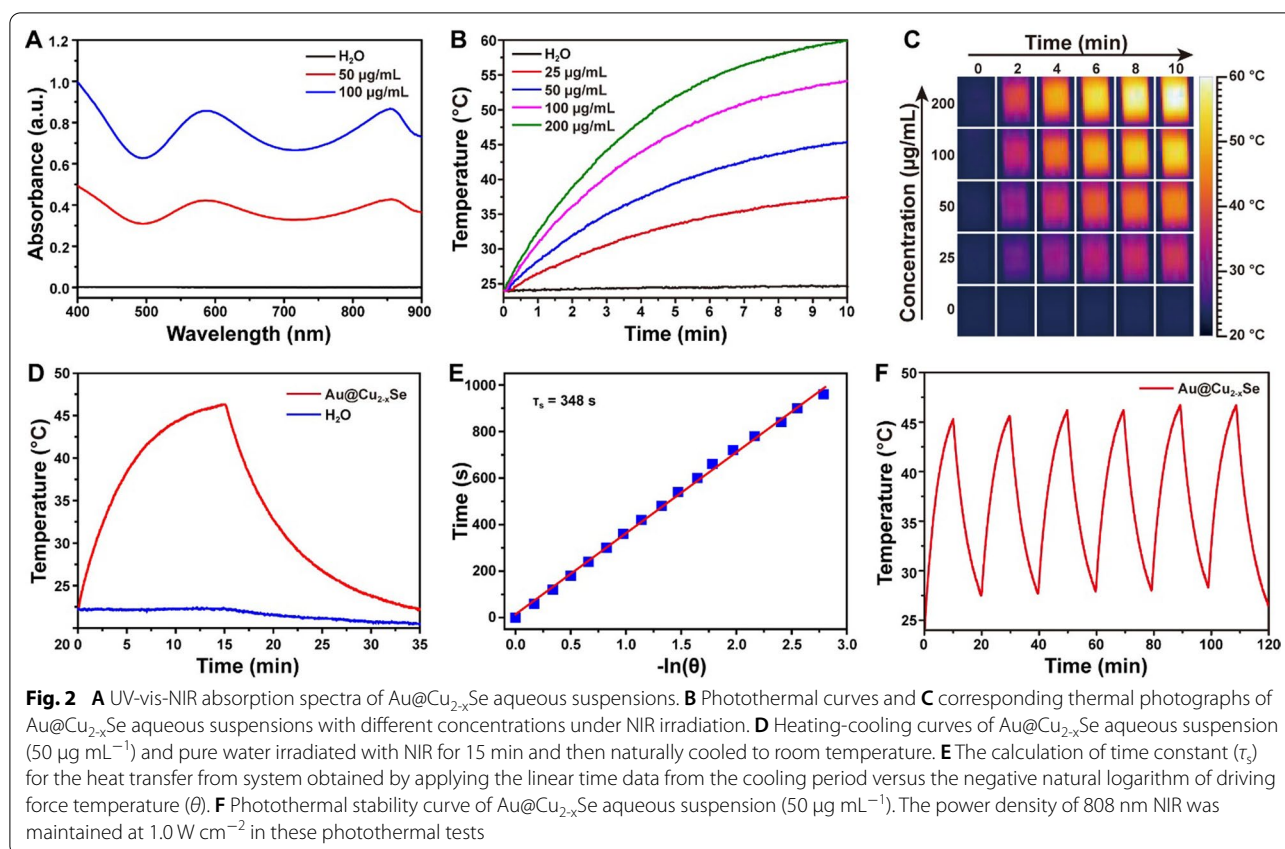 A
1.2
1.0
0.8
0.6
0.4
0.2
0.0
Absorbance (a.u.)
400 500 600 700 800 900
Wavelength (nm)
H₂O
50 µg/mL
100 µg/mL
B
60
55
50
45
40
35
30
25
Temperature (°C)
0 1 2 3 4 5 6 7 8 9 10
Time (min)
H₂O
25 µg/mL
50 µg/mL
100 µg/mL
200 µg/mL
C
Time (min)
0 2 4 6 8 10
Concentration (µg/mL)
200
100
50
25
0
60 °C
50 °C
40 °C
30 °C
20 °C
D
50
45
40
35
30
25
20
Temperature (°C)
0 5 10 15 20 25 30 35
Time (min)
Au@Cu₂₋ₓSe
H₂O
E
1000
800
600
400
200
0
Time (s)
0.0 0.5 1.0 1.5 2.0 2.5 3.0
-ln(θ)
τₛ = 348 s
F
50
45
40
35
30
25
Temperature (°C)
0 20 40 60 80 100 120
Time (min)
Au@Cu₂₋ₓSe
Fig. 2 A UV-vis-NIR absorption spectra of Au@Cu₂₋ₓSe aqueous suspensions. B Photothermal curves and C corresponding thermal photographs of
Au@Cu₂₋ₓSe aqueous suspensions with different concentrations under NIR irradiation. D Heating-cooling curves of Au@Cu₂₋ₓSe aqueous suspension
(50 µg mL⁻¹) and pure water irradiated with NIR for 15 min and then naturally cooled to room temperature. E The calculation of time constant (τₛ)
for the heat transfer from system obtained by applying the linear time data from the cooling period versus the negative natural logarithm of driving
force temperature (θ). F Photothermal stability curve of Au@Cu₂₋ₓSe aqueous suspension (50 µg mL⁻¹). The power density of 808 nm NIR was
maintained at 1.0 W cm⁻² in these photothermal tests